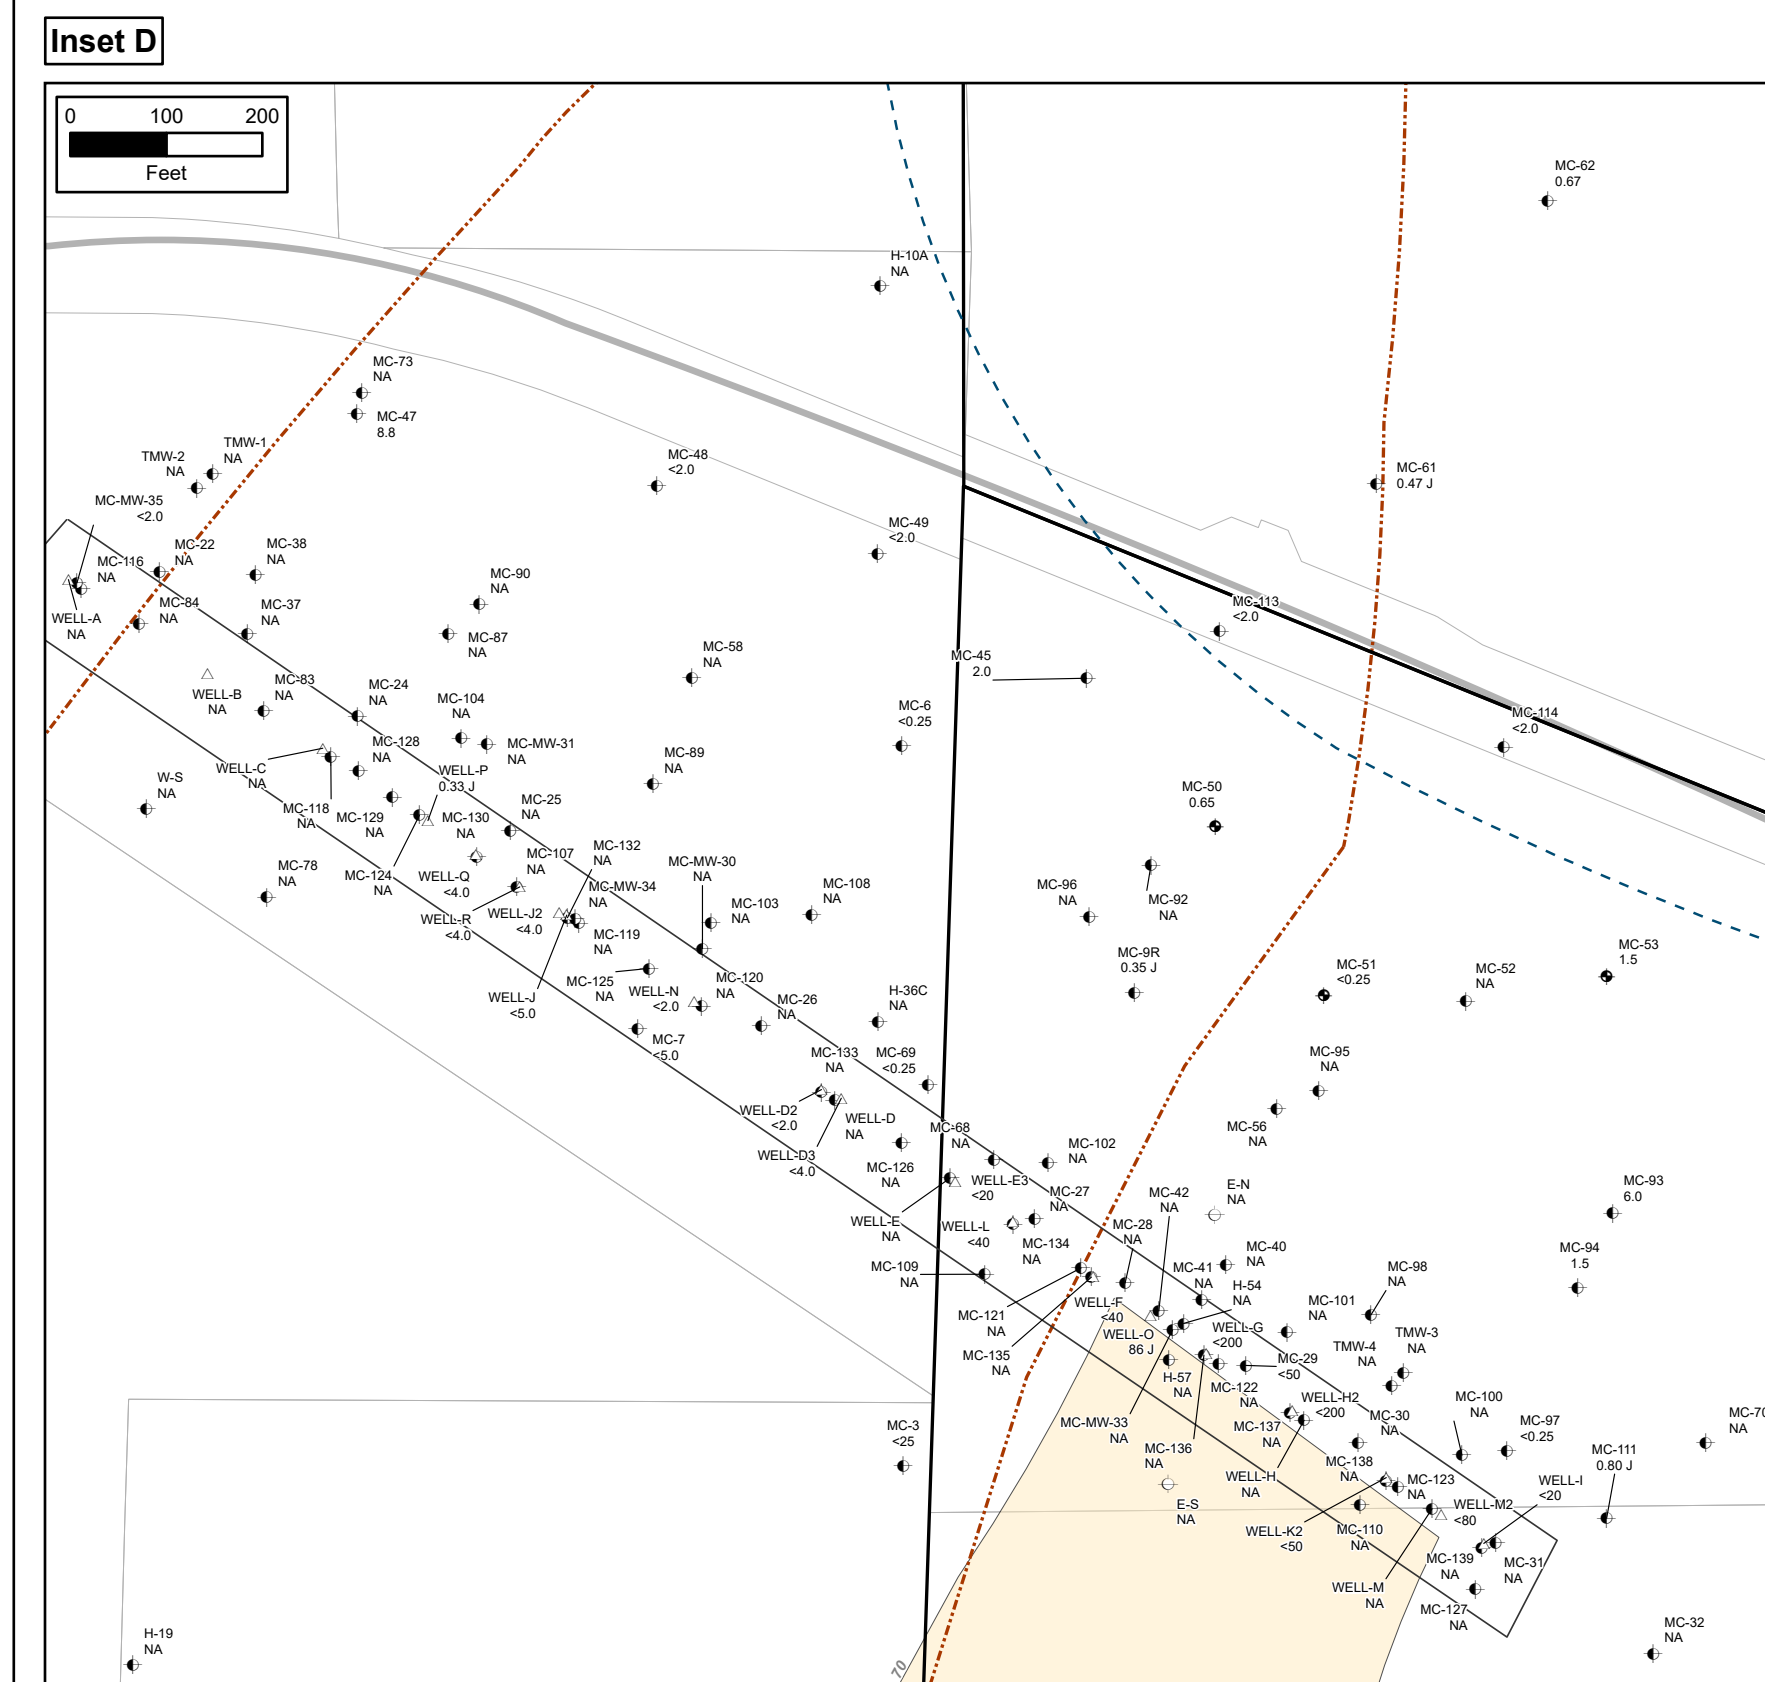 Inset D
0 100 200
Feet
MC-62
0.67
H-10A
NA
MC-73
NA
MC-47
8.8
TMW-1
NA
TMW-2
NA
MC-48
<2.0
MC-61
0.47 J
MC-MW-35
<2.0
MC-49
<2.0
MC-22
NA
MC-38
NA
MC-116
NA
MC-90
NA
MC-84
NA
MC-37
NA
WELL-A
NA
MC-87
NA
MC-113
<2.0
MC-58
NA
MC-45
2.0
MC-83
NA
WELL-B
NA
MC-24
NA
MC-104
NA
MC-6
<0.25
MC-114
<2.0
MC-128
NA
MC-MW-31
NA
MC-89
NA
WELL-C
NA
WELL-P
0.33 J
W-S
NA
MC-50
0.65
MC-118
NA
MC-129
NA
MC-130
NA
MC-25
NA
MC-132
NA
MC-107
NA
MC-MW-30
NA
MC-78
NA
MC-124
NA
WELL-Q
<4.0
MC-MW-34
NA
MC-108
NA
MC-96
NA
MC-92
NA
WELL-R
<4.0
WELL-J2
<4.0
MC-103
NA
MC-119
NA
MC-53
1.5
MC-9R
0.35 J
MC-51
<0.25
MC-52
NA
MC-125
NA
WELL-N
<2.0
MC-120
NA
WELL-J
<5.0
MC-26
NA
H-36C
NA
MC-7
<5.0
MC-133
NA
MC-69
<0.25
MC-95
NA
WELL-D2
<2.0
WELL-D
NA
MC-68
NA
MC-56
NA
WELL-D3
<4.0
MC-126
NA
MC-102
NA
WELL-E3
<20
MC-27
NA
MC-42
NA
E-N
NA
MC-93
6.0
WELL-E
NA
WELL-L
<40
MC-28
NA
MC-134
NA
MC-40
NA
MC-94
1.5
MC-109
NA
MC-41
NA
MC-98
NA
H-54
NA
WELL-F
<40
MC-101
NA
MC-121
NA
WELL-O
86 J
WELL-G
<200
TMW-3
NA
TMW-4
NA
MC-135
NA
MC-29
<50
H-57
NA
MC-122
NA
WELL-H2
<200
MC-100
NA
MC-3
<25
MC-MW-33
NA
MC-137
NA
MC-30
NA
MC-97
<0.25
MC-70
NA
MC-136
NA
MC-138
NA
MC-111
0.80 J
WELL-H
NA
MC-123
NA
WELL-I
<20
E-S
NA
WELL-M2
<80
WELL-K2
<50
MC-110
NA
MC-139
NA
MC-31
NA
WELL-M
NA
MC-127
NA
H-19
NA
MC-32
NA
70